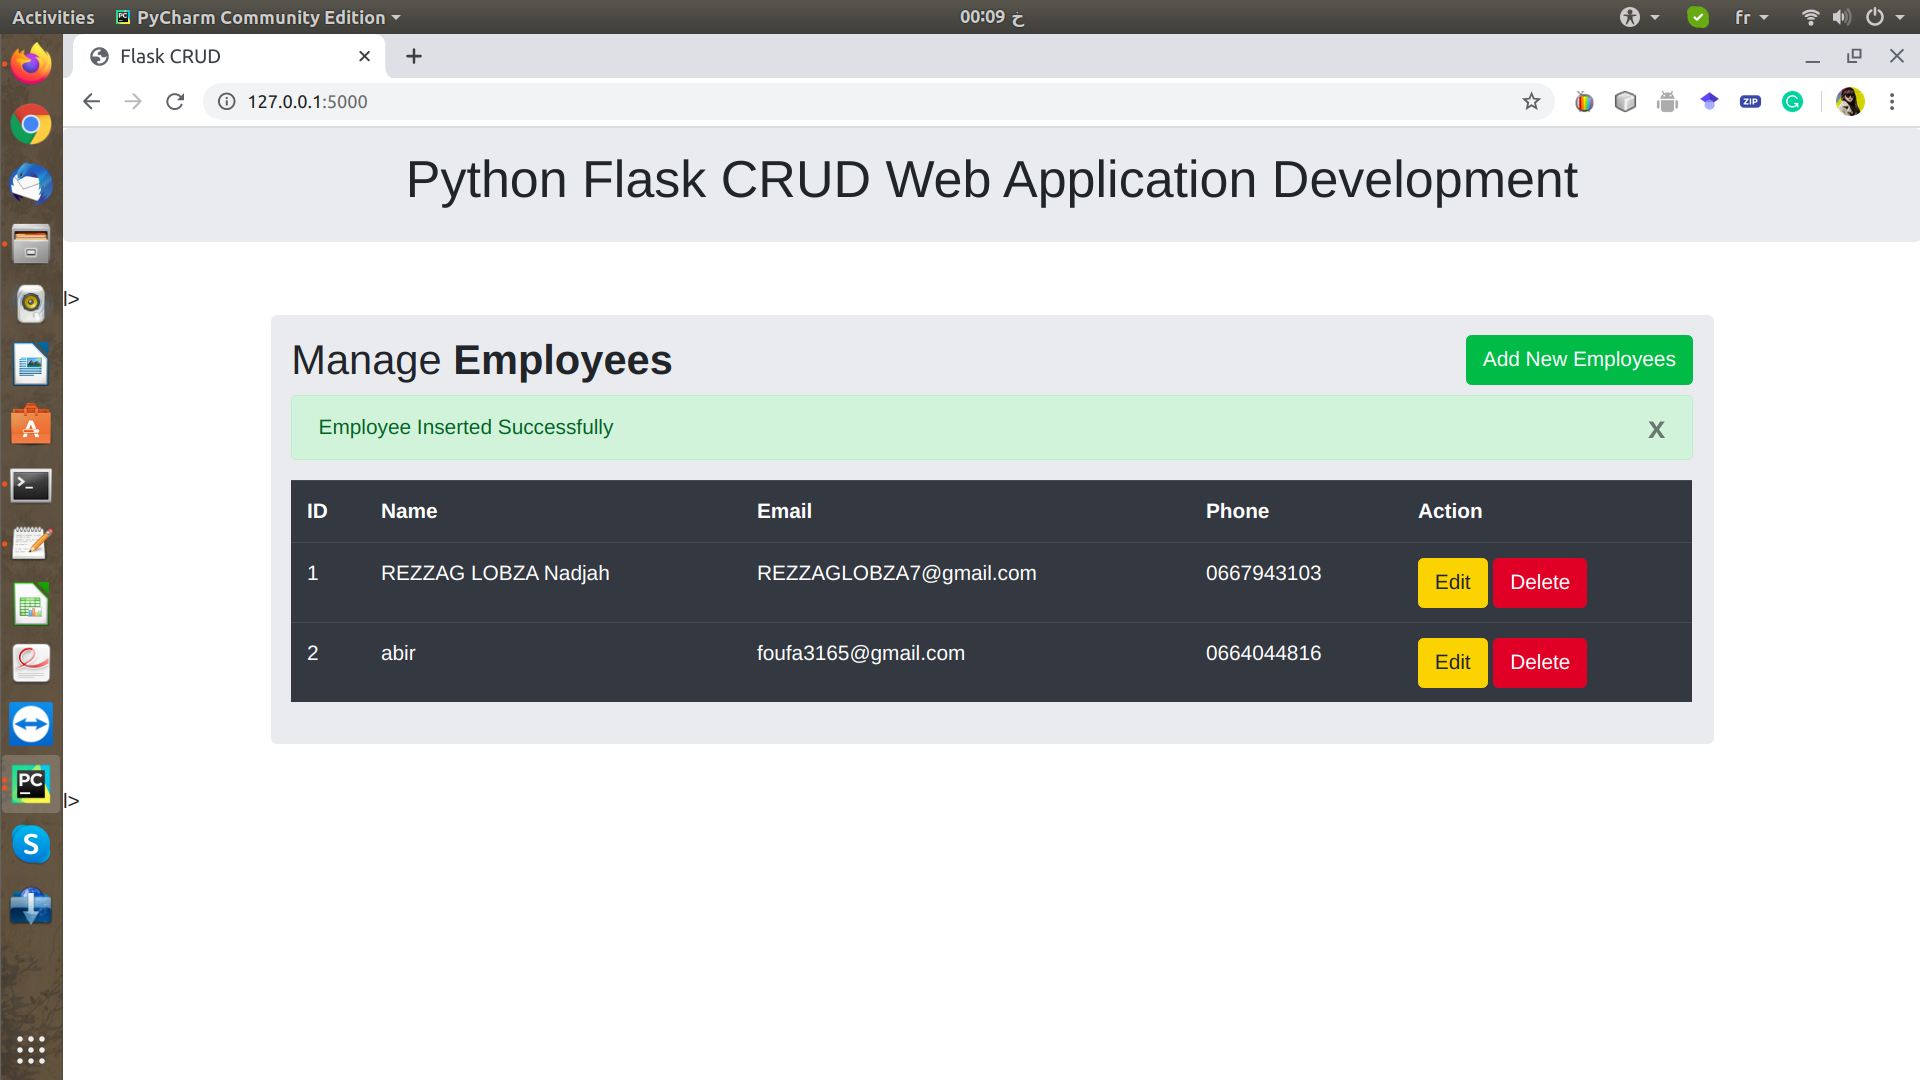 Activities PyCharm Community Edition 00:09 خ fr
Flask CRUD
127.0.0.1:5000 ZIP
Python Flask CRUD Web Application Development
|>
Manage Employees Add New Employees
Employee Inserted Successfully x
ID Name Email Phone Action
1 REZZAG LOBZA Nadjah REZZAGLOBZA7@gmail.com 0667943103 Edit Delete
2 abir foufa3165@gmail.com 0664044816 Edit Delete
PC
|>
S